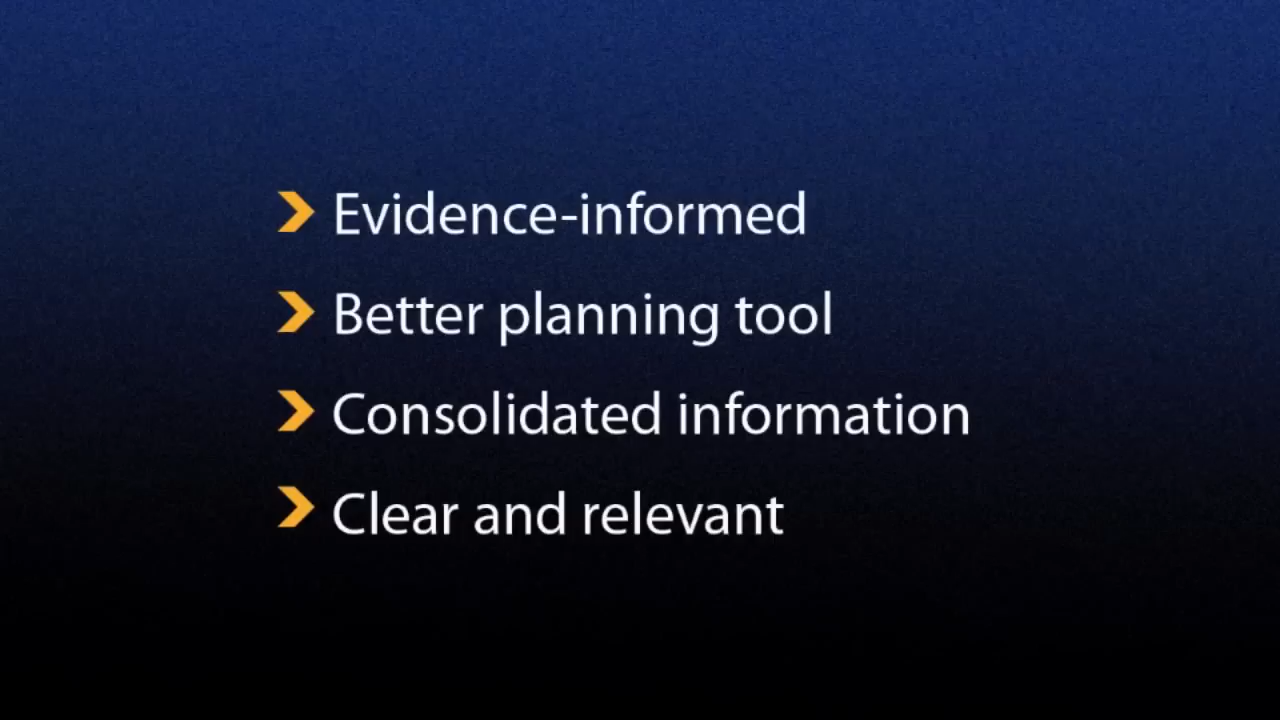 Evidence-informed
Better planning tool
Consolidated information
Clear and relevant